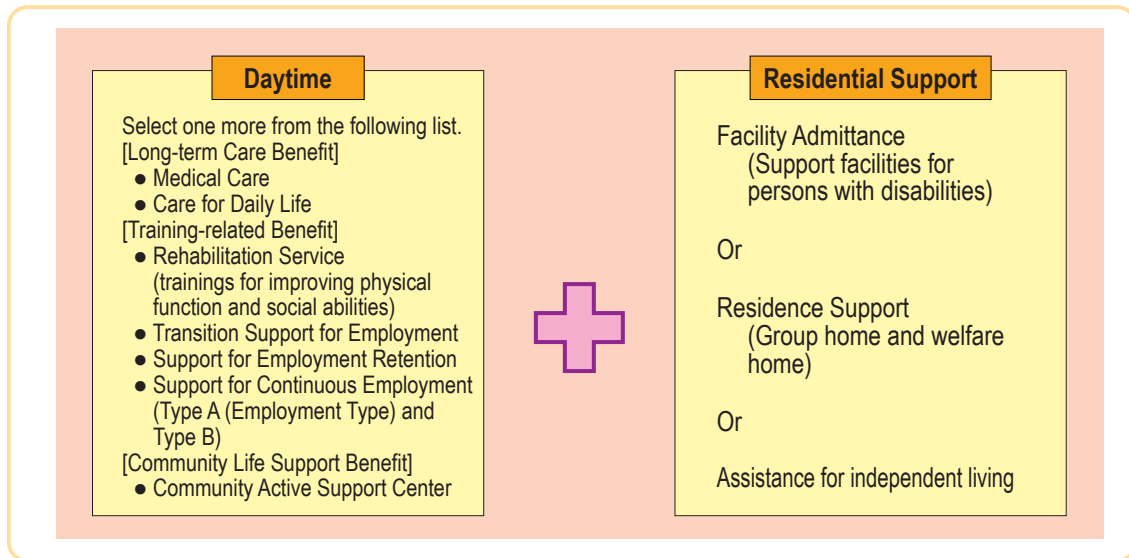 Daytime
Select one more from the following list.
[Long-term Care Benefit]
● Medical Care
● Care for Daily Life
[Training-related Benefit]
● Rehabilitation Service
(trainings for improving physical
function and social abilities)
● Transition Support for Employment
● Support for Employment Retention
● Support for Continuous Employment
(Type A (Employment Type) and
Type B)
[Community Life Support Benefit]
● Community Active Support Center
Residential Support
Facility Admittance
(Support facilities for
persons with disabilities)
Or
Residence Support
(Group home and welfare
home)
Or
Assistance for independent living